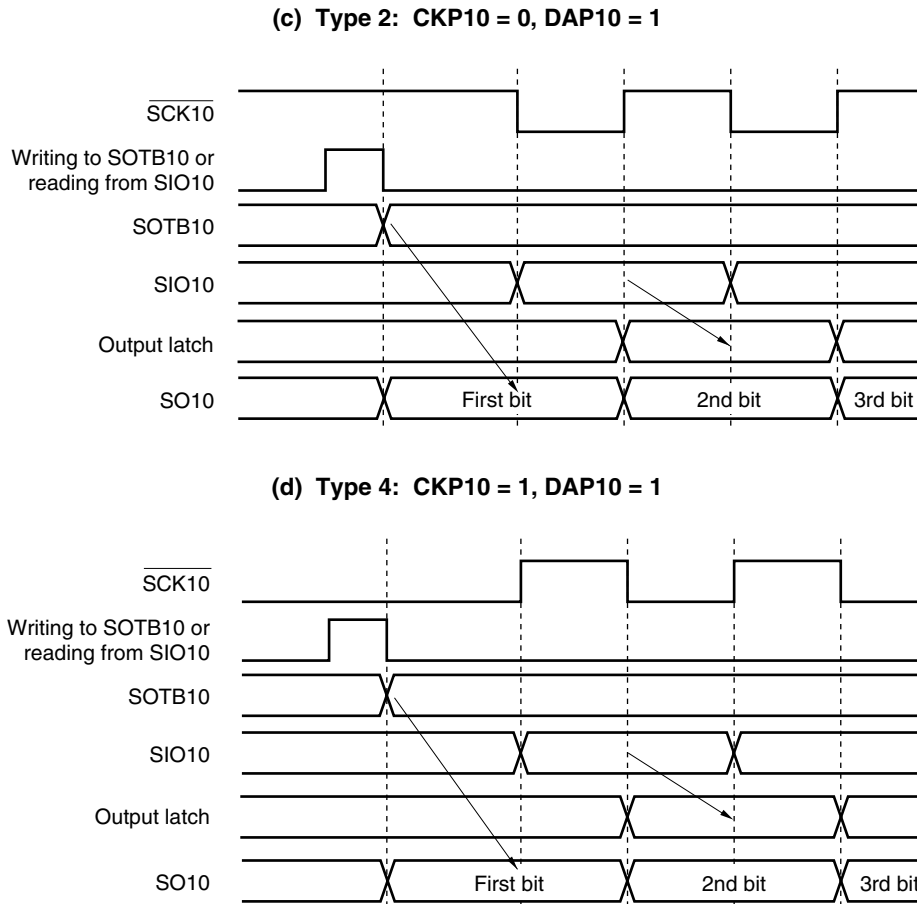 (c) Type 2: CKP10 = 0, DAP10 = 1
SCK10
Writing to SOTB10 or
reading from SIO10
SOTB10
SIO10
Output latch
SO10
First bit
2nd bit
3rd bit
(d) Type 4: CKP10 = 1, DAP10 = 1
SCK10
Writing to SOTB10 or
reading from SIO10
SOTB10
SIO10
Output latch
SO10
First bit
2nd bit
3rd bit